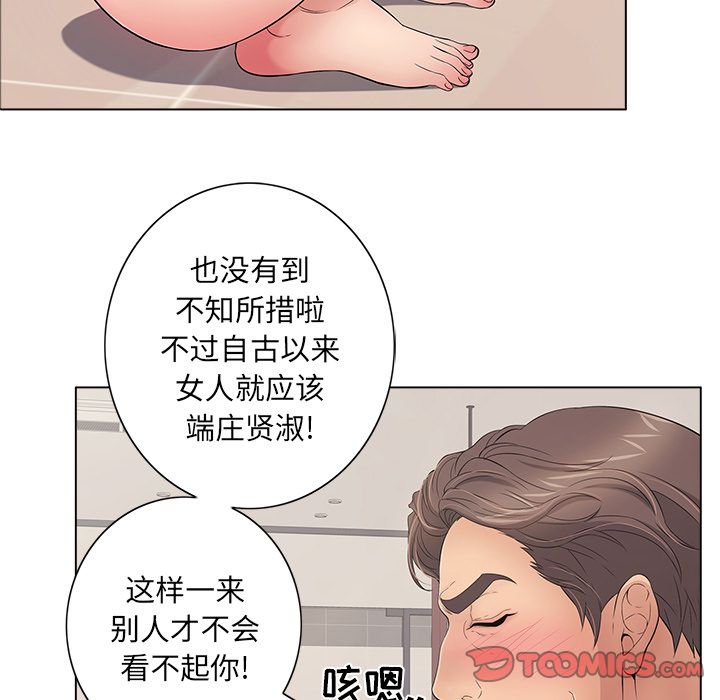 也没有到
不知所措啦
不过自古以来
女人就应该
端庄贤淑!
这样一来
别人才不会
看不起你!
咳嗯
TOOMICS.COM